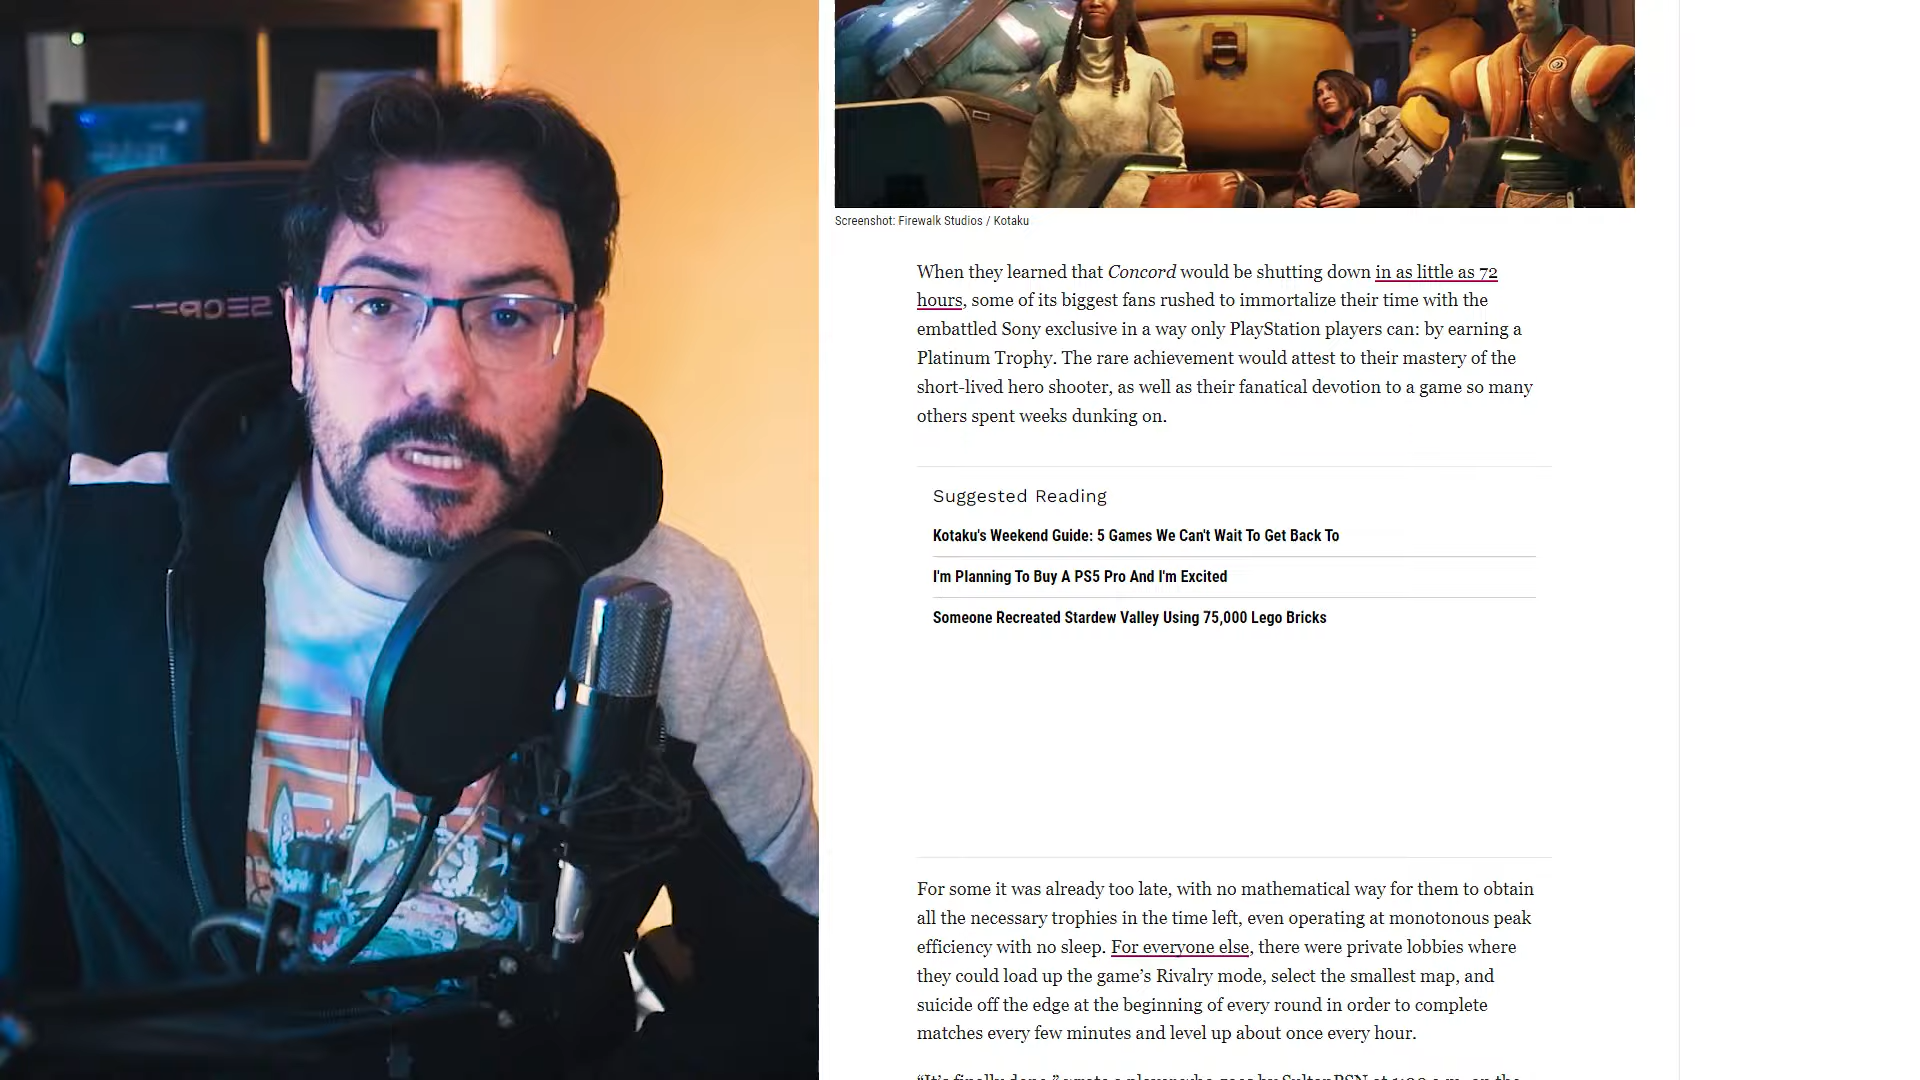 SECRE
Screenshot: Firewalk Studios / Kotaku
When they learned that Concord would be shutting down in as little as 72
hours, some of its biggest fans rushed to immortalize their time with the
embattled Sony exclusive in a way only PlayStation players can: by earning a
Platinum Trophy. The rare achievement would attest to their mastery of the
short-lived hero shooter, as well as their fanatical devotion to a game so many
others spent weeks dunking on.
Suggested Reading
Kotaku's Weekend Guide: 5 Games We Can't Wait To Get Back To
I'm Planning To Buy A PS5 Pro And I'm Excited
Someone Recreated Stardew Valley Using 75,000 Lego Bricks
For some it was already too late, with no mathematical way for them to obtain
all the necessary trophies in the time left, even operating at monotonous peak
efficiency with no sleep. For everyone else, there were private lobbies where
they could load up the game's Rivalry mode, select the smallest map, and
suicide off the edge at the beginning of every round in order to complete
matches every few minutes and level up about once every hour.